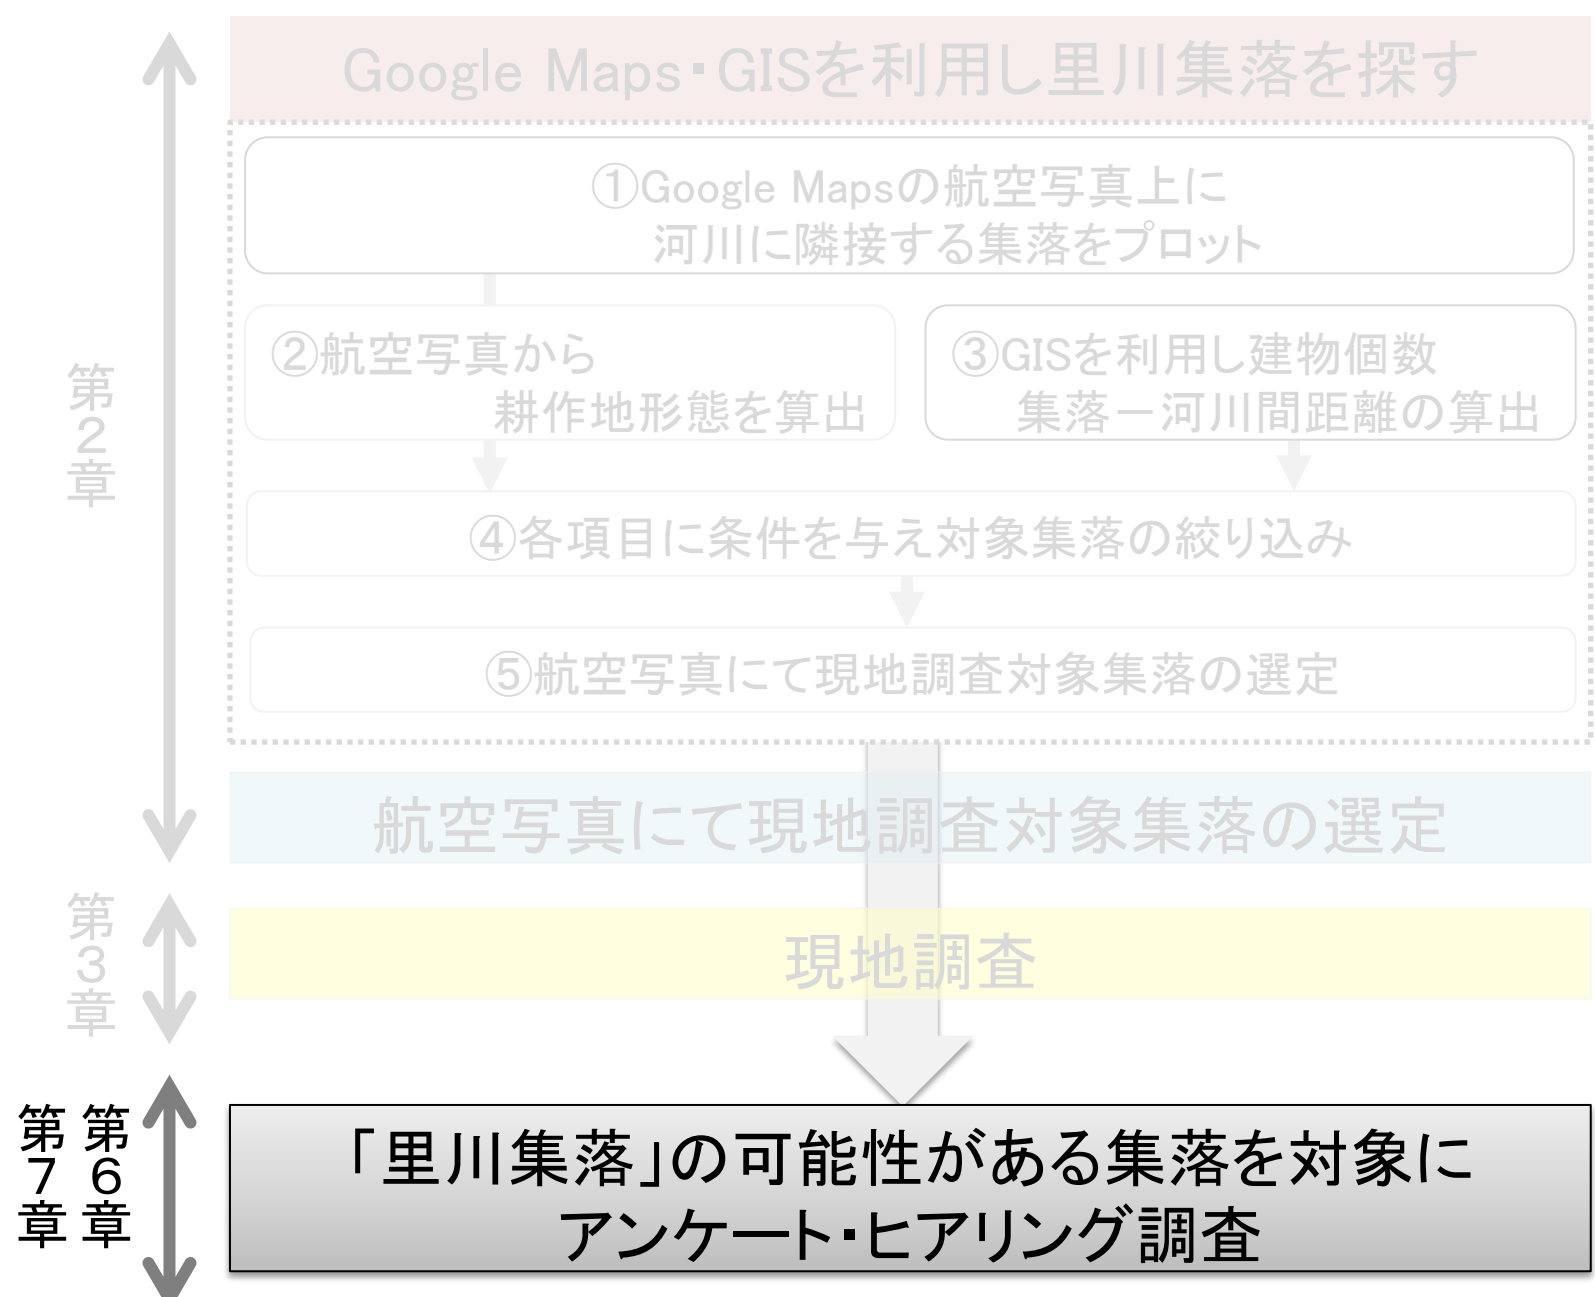 Google Maps・GISを利用し里川集落を探す
①Google Mapsの航空写真上に
河川に隣接する集落をプロット
②航空写真から
耕作地形態を算出
③GISを利用し建物個数
集落－河川間距離の算出
④各項目に条件を与え対象集落の絞り込み
⑤航空写真にて現地調査対象集落の選定
第2章
航空写真にて現地調査対象集落の選定
第3章
現地調査
第6章
第7章
「里川集落」の可能性がある集落を対象に
アンケート・ヒアリング調査